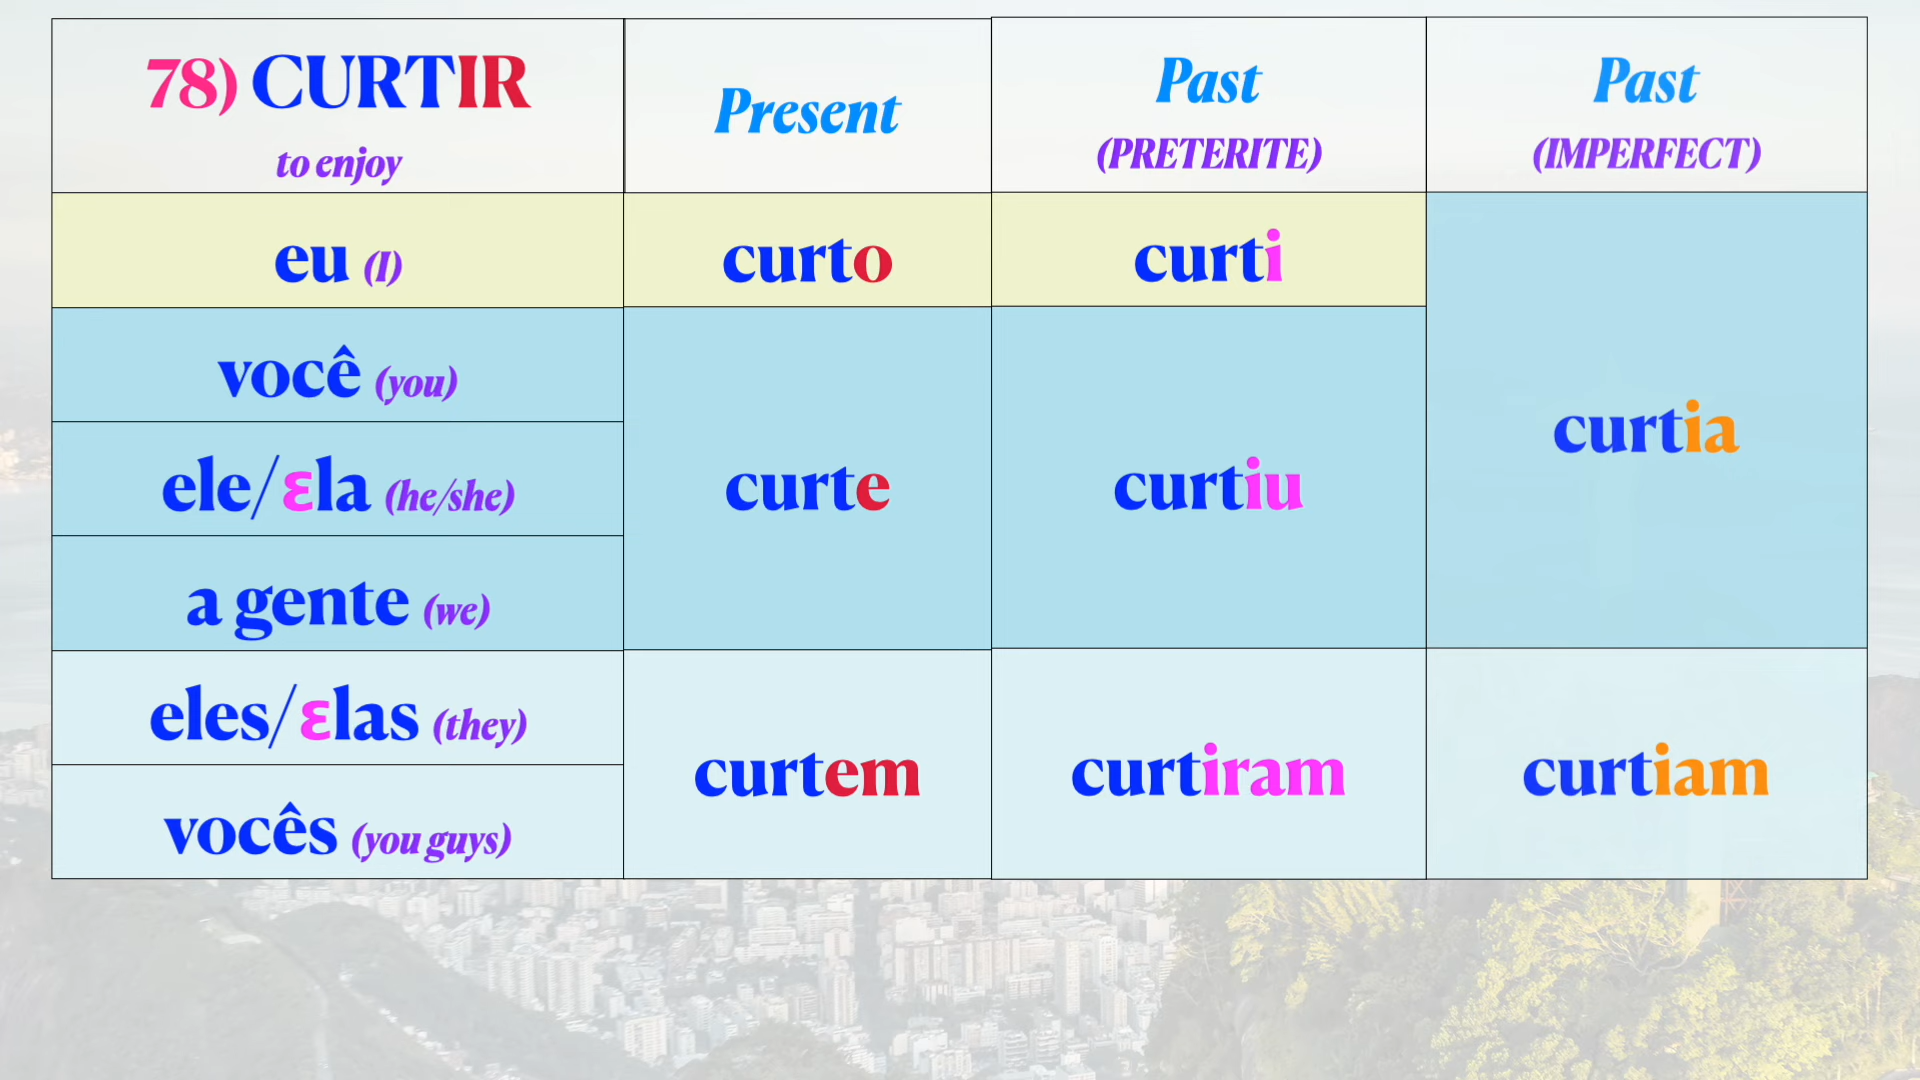 78) CURTIR
to enjoy
Present
Past
(PRETERITE)
Past
(IMPERFECT)
eu (I)
curto
curti
curtia
você (you)
ele/ɛla (he/she)
curte
curtiu
a gente (we)
eles/ɛlas (they)
curtem
curtiram
curtiam
vocês (you guys)